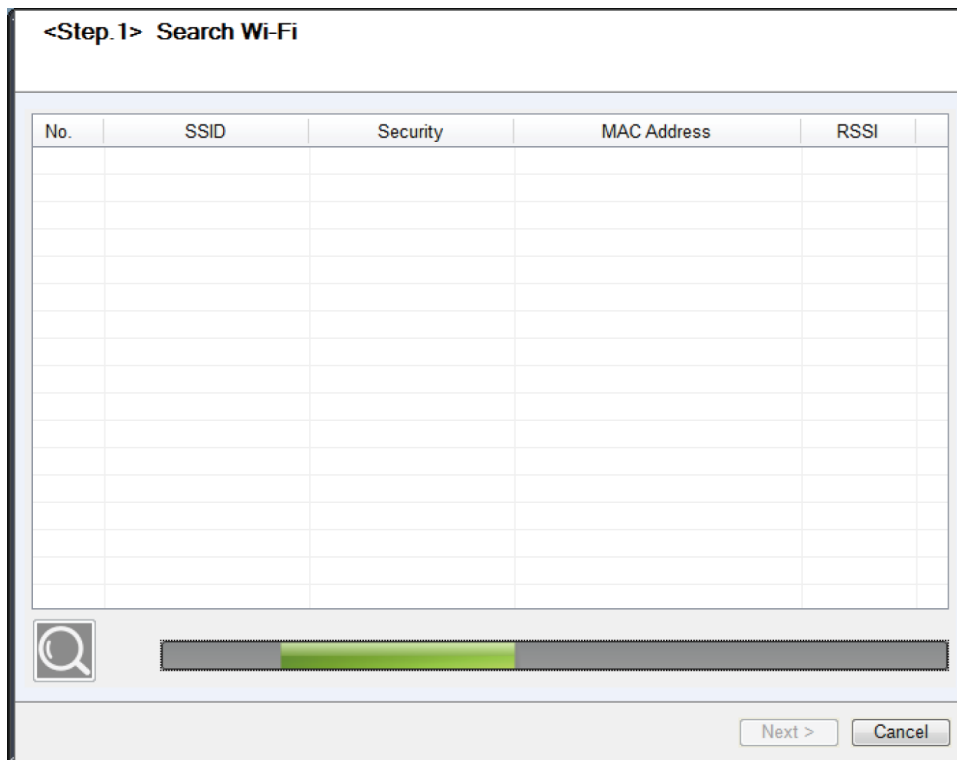 <Step.1> Search Wi-Fi
No. SSID Security MAC Address RSSI
Next > Cancel